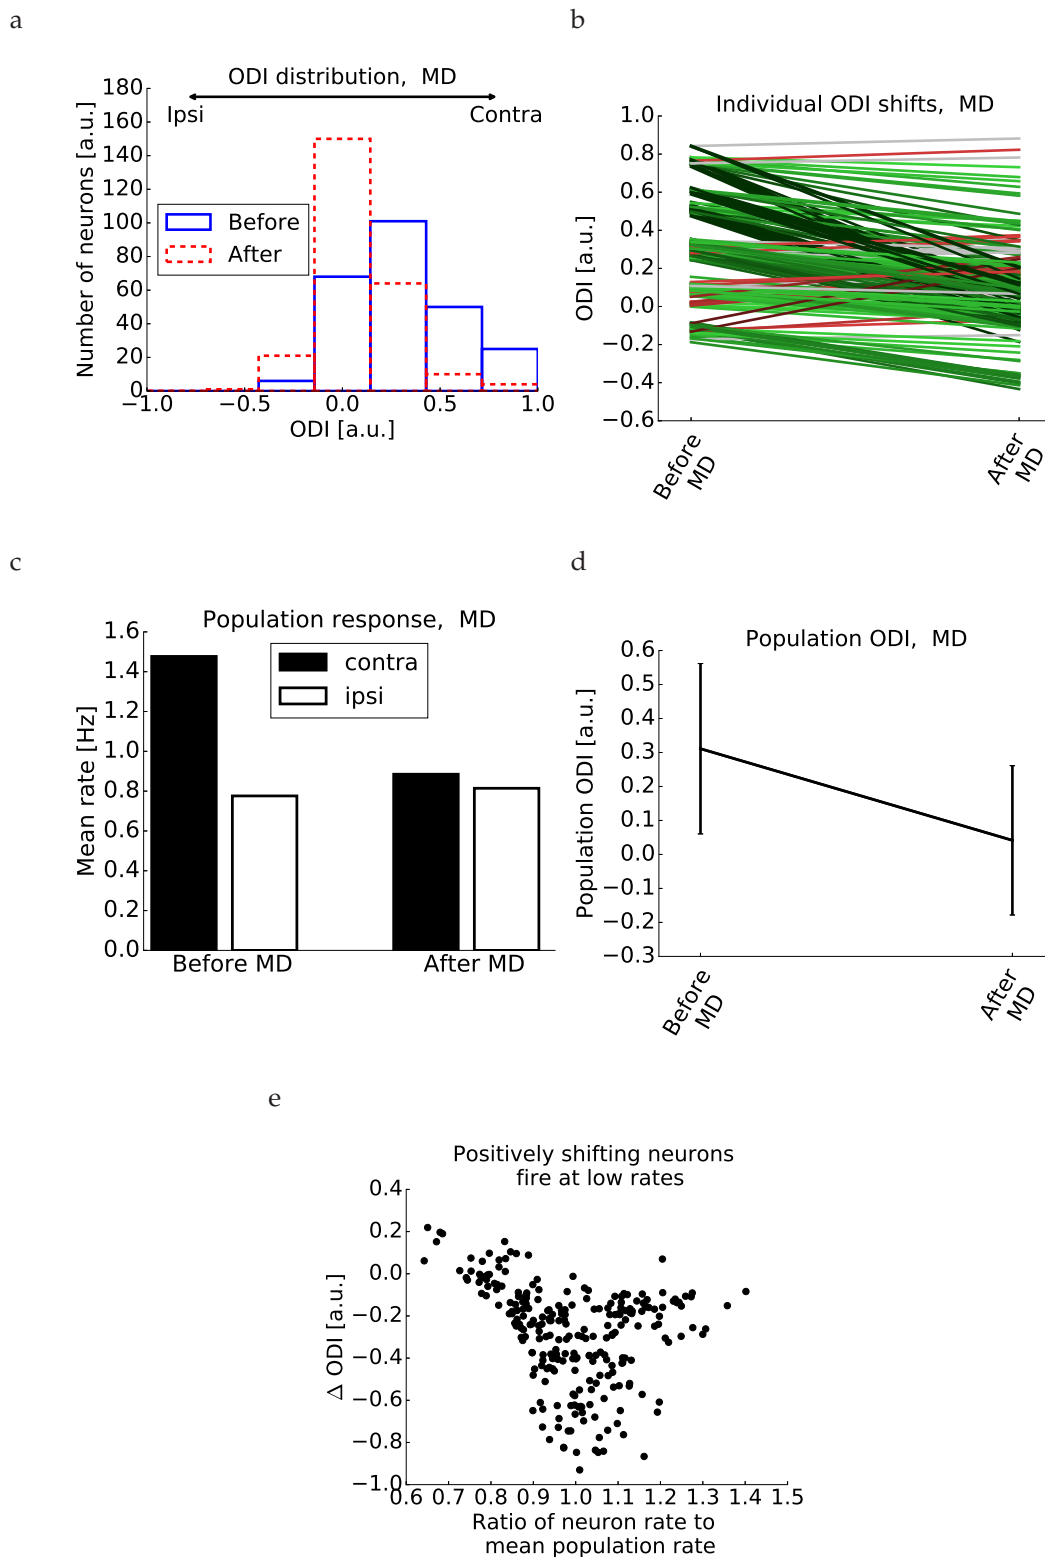 a
ODI distribution, MD
Ipsi
Contra
Number of neurons [a.u.]
180
160
140
120
100
80
60
40
20
0
Before
After
−1.0
−0.5
0.0
0.5
1.0
ODI [a.u.]
b
Individual ODI shifts, MD
ODI [a.u.]
1.0
0.8
0.6
0.4
0.2
0.0
−0.2
−0.4
−0.6
Before
MD
After
MD
c
Population response, MD
Mean rate [Hz]
1.6
1.4
1.2
1.0
0.8
0.6
0.4
0.2
0.0
contra
ipsi
Before MD
After MD
d
Population ODI, MD
Population ODI [a.u.]
0.6
0.5
0.4
0.3
0.2
0.1
0.0
−0.1
−0.2
−0.3
Before
MD
After
MD
e
Positively shifting neurons
fire at low rates
Δ ODI [a.u.]
0.4
0.2
0.0
−0.2
−0.4
−0.6
−0.8
−1.0
0.6
0.7
0.8
0.9
1.0
1.1
1.2
1.3
1.4
1.5
Ratio of neuron rate to
mean population rate